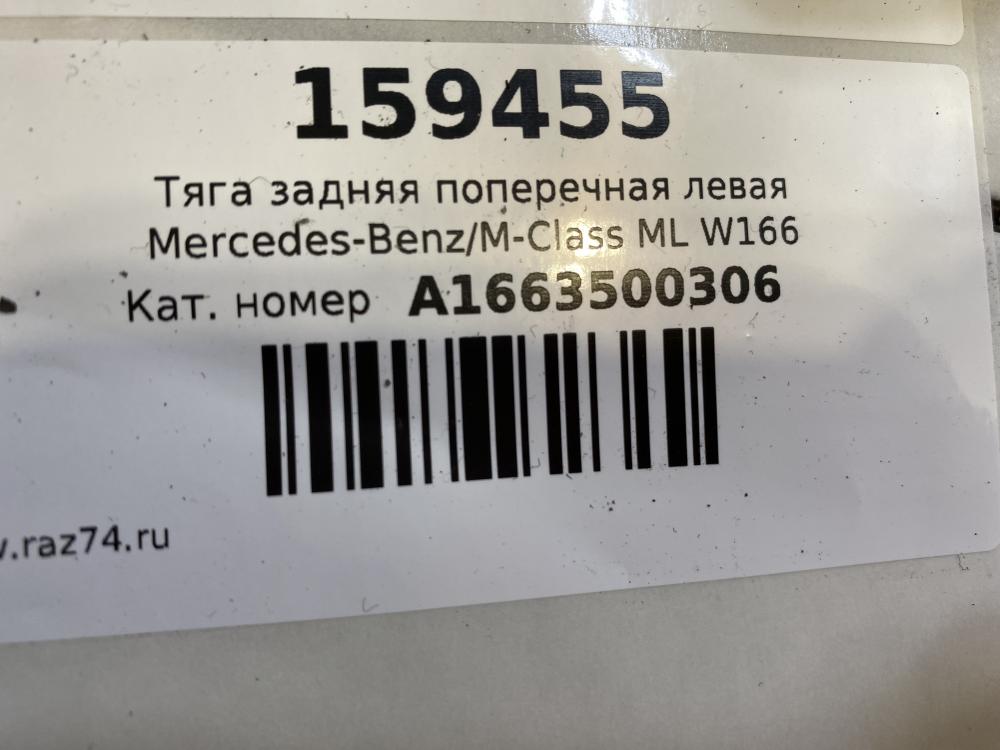 159455
Тяга задняя поперечная левая
Mercedes-Benz/M-Class ML W166
Кат. номер A1663500306
.raz74.ru